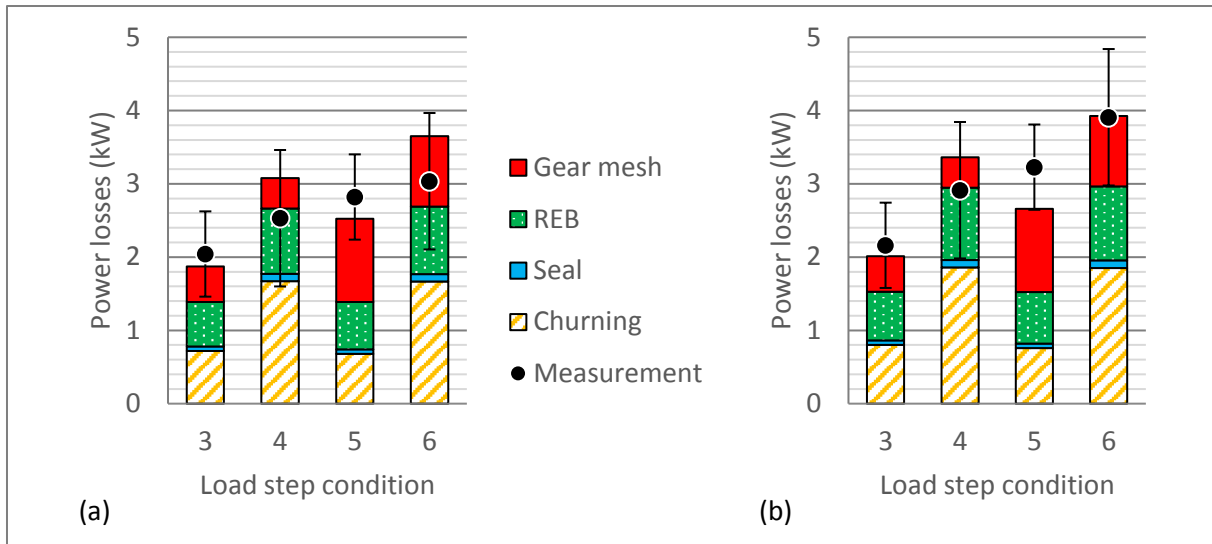 5
4
3
2
1
0
Power losses (kW)
3 4 5 6
Load step condition
(a)
Gear mesh
REB
Seal
Churning
Measurement
5
4
3
2
1
0
Power losses (kW)
3 4 5 6
Load step condition
(b)